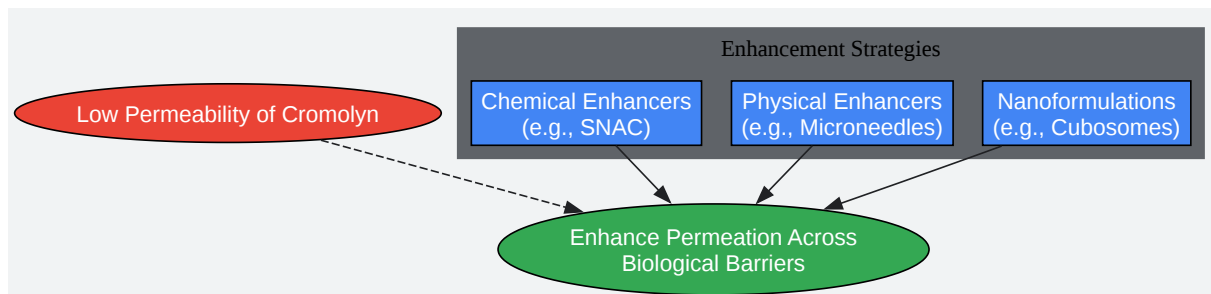 Enhancement Strategies
Low Permeability of Cromolyn
Chemical Enhancers
(e.g., SNAC)
Physical Enhancers
(e.g., Microneedles)
Nanoformulations
(e.g., Cubosomes)
Enhance Permeation Across
Biological Barriers